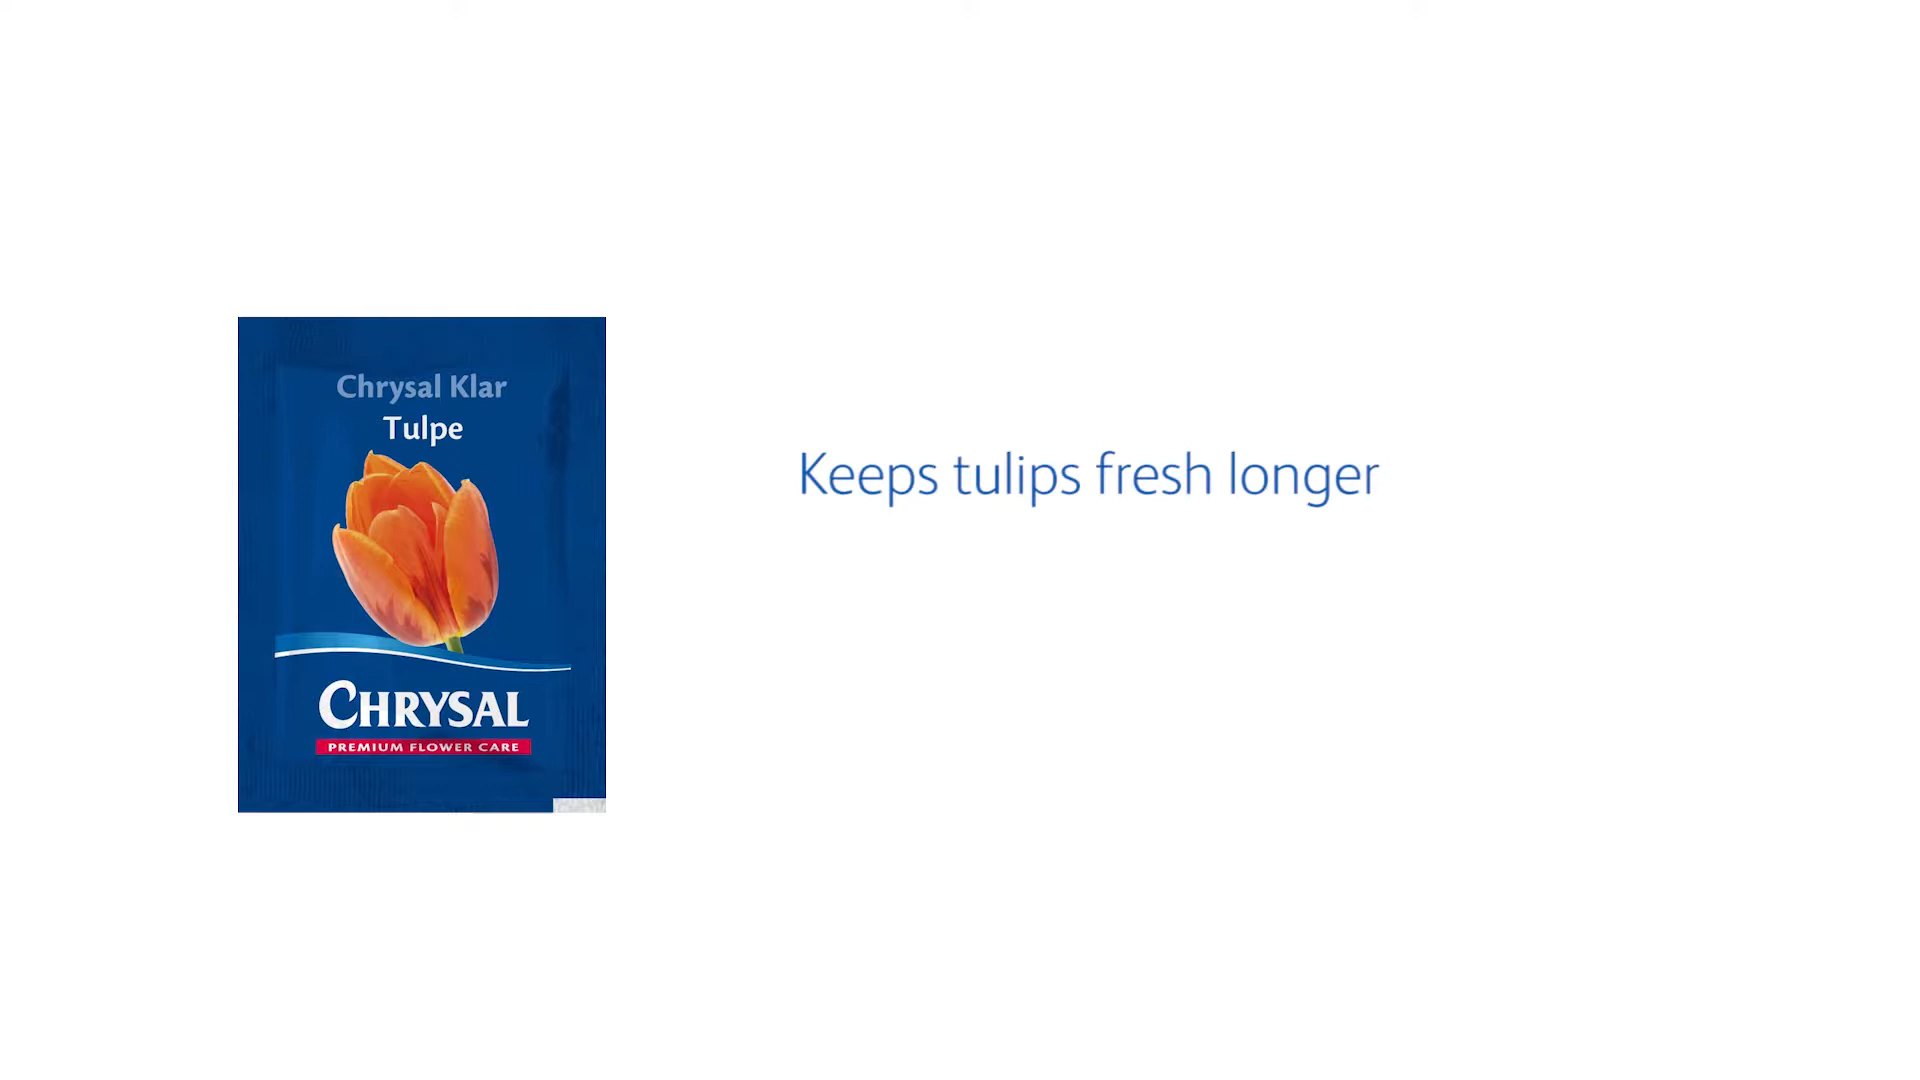 Chrysal Klar
Tulpe
Keeps tulips fresh longer
CHRYSAL
PREMIUM FLOWER CARE